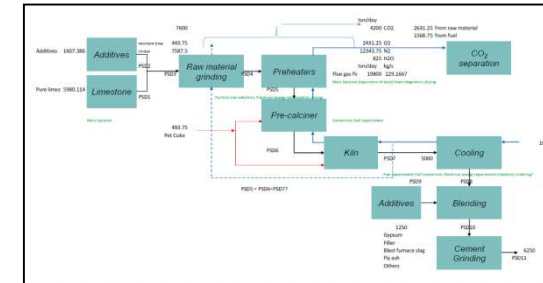 ton/day
7600
4200 CO2
2631.25 From raw material
1568.75 From fuel
Additives 1607.386
Additives
443.75
7587.5
PSD2
PSD3
Raw material grinding
PSD4
Preheaters
2431.25 O2
12343.75 N2
825 H2O
ton/day kg/s
Flue gas fh 19800 229.1667
CO2 separation
Pure limes 5980.114
Limestone
PSD1
PSD5
Pre-calciner
493.75
Pet Coke
PSD6
Kiln
PSD7
5000
Cooling
PSD5 > PSD6<PSD7?
PSD8
PSD9
Additives
Blending
1250
Gypsum
Filler
Blast furnace slag
Fly ash
Others
PSD10
Cement Grinding
6250
PSD11